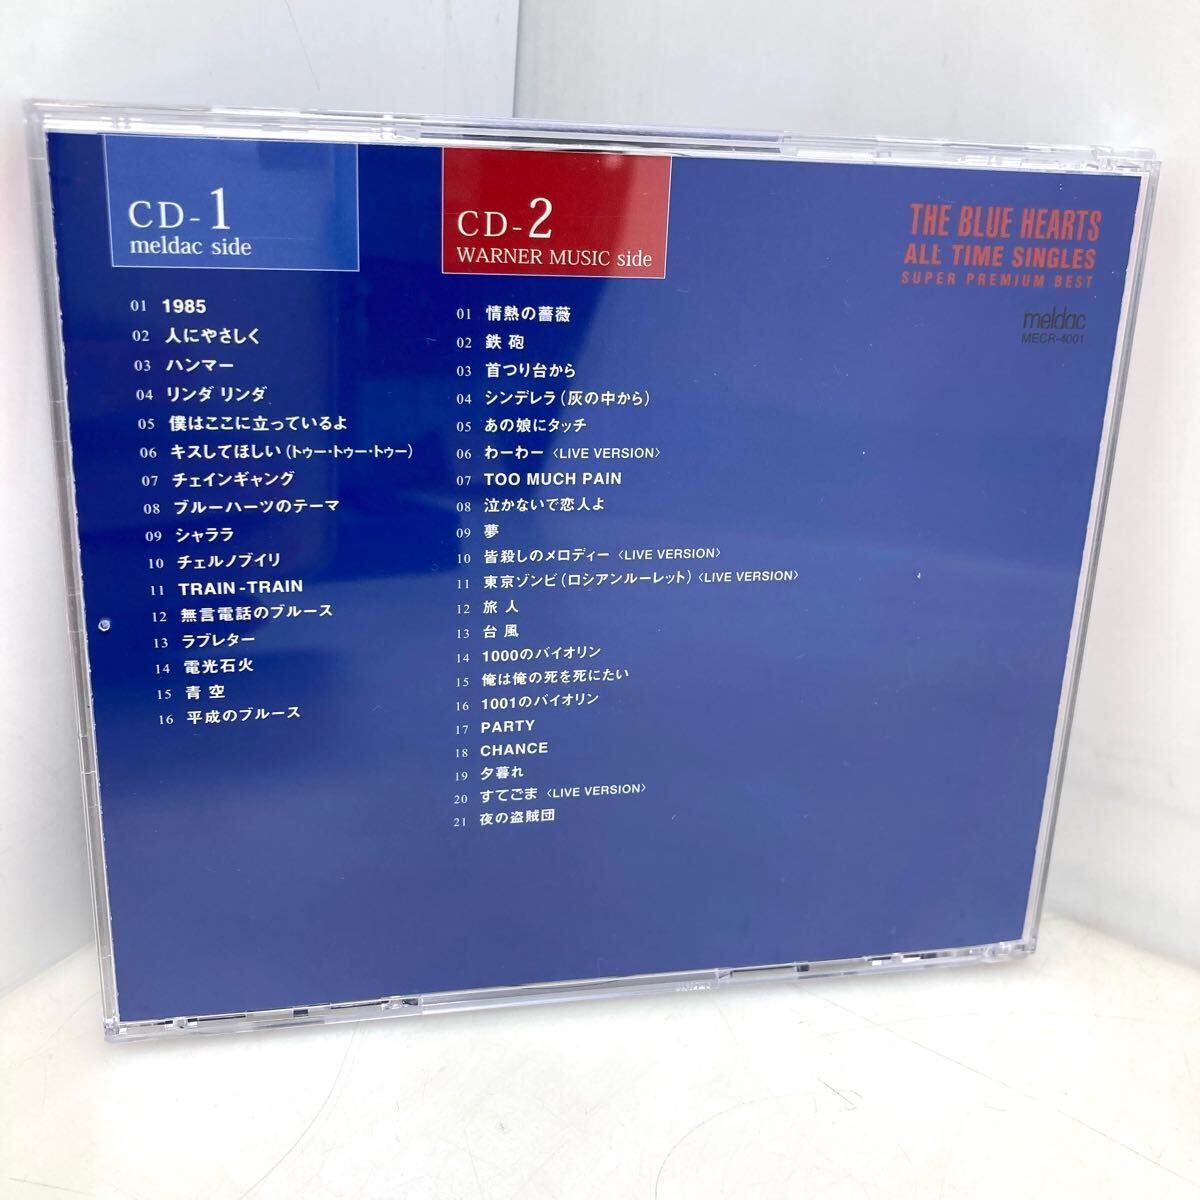 CD-1
meldac side
01 1985
02 人にやさしく
03 ハンマー
04 リンダ リンダ
05 僕はここに立っているよ
06 キスしてほしい(トゥー・トゥー・トゥー)
07 チェインギャング
08 ブルーハーツのテーマ
09 シャララ
10 チェルノブイリ
11 TRAIN-TRAIN
12 無言電話のブルース
13 ラブレター
14 電光石火
15 青空
16 平成のブルース
CD-2
WARNER MUSIC side
01 情熱の薔薇
02 鉄砲
03 首つり台から
04 シンデレラ(灰の中から)
05 あの娘にタッチ
06 わーわー〈LIVE VERSION〉
07 TOO MUCH PAIN
08 泣かないで恋人よ
09 夢
10 皆殺しのメロディー〈LIVE VERSION〉
11 東京ゾンビ(ロシアンルーレット)〈LIVE VERSION〉
12 旅人
13 台風
14 1000のバイオリン
15 俺は俺の死を死にたい
16 1001のバイオリン
17 PARTY
18 CHANCE
19 夕暮れ
20 すてごま〈LIVE VERSION〉
21 夜の盗賊団
THE BLUE HEARTS
ALL TIME SINGLES
SUPER PREMIUM BEST
meldac
MECR-4001